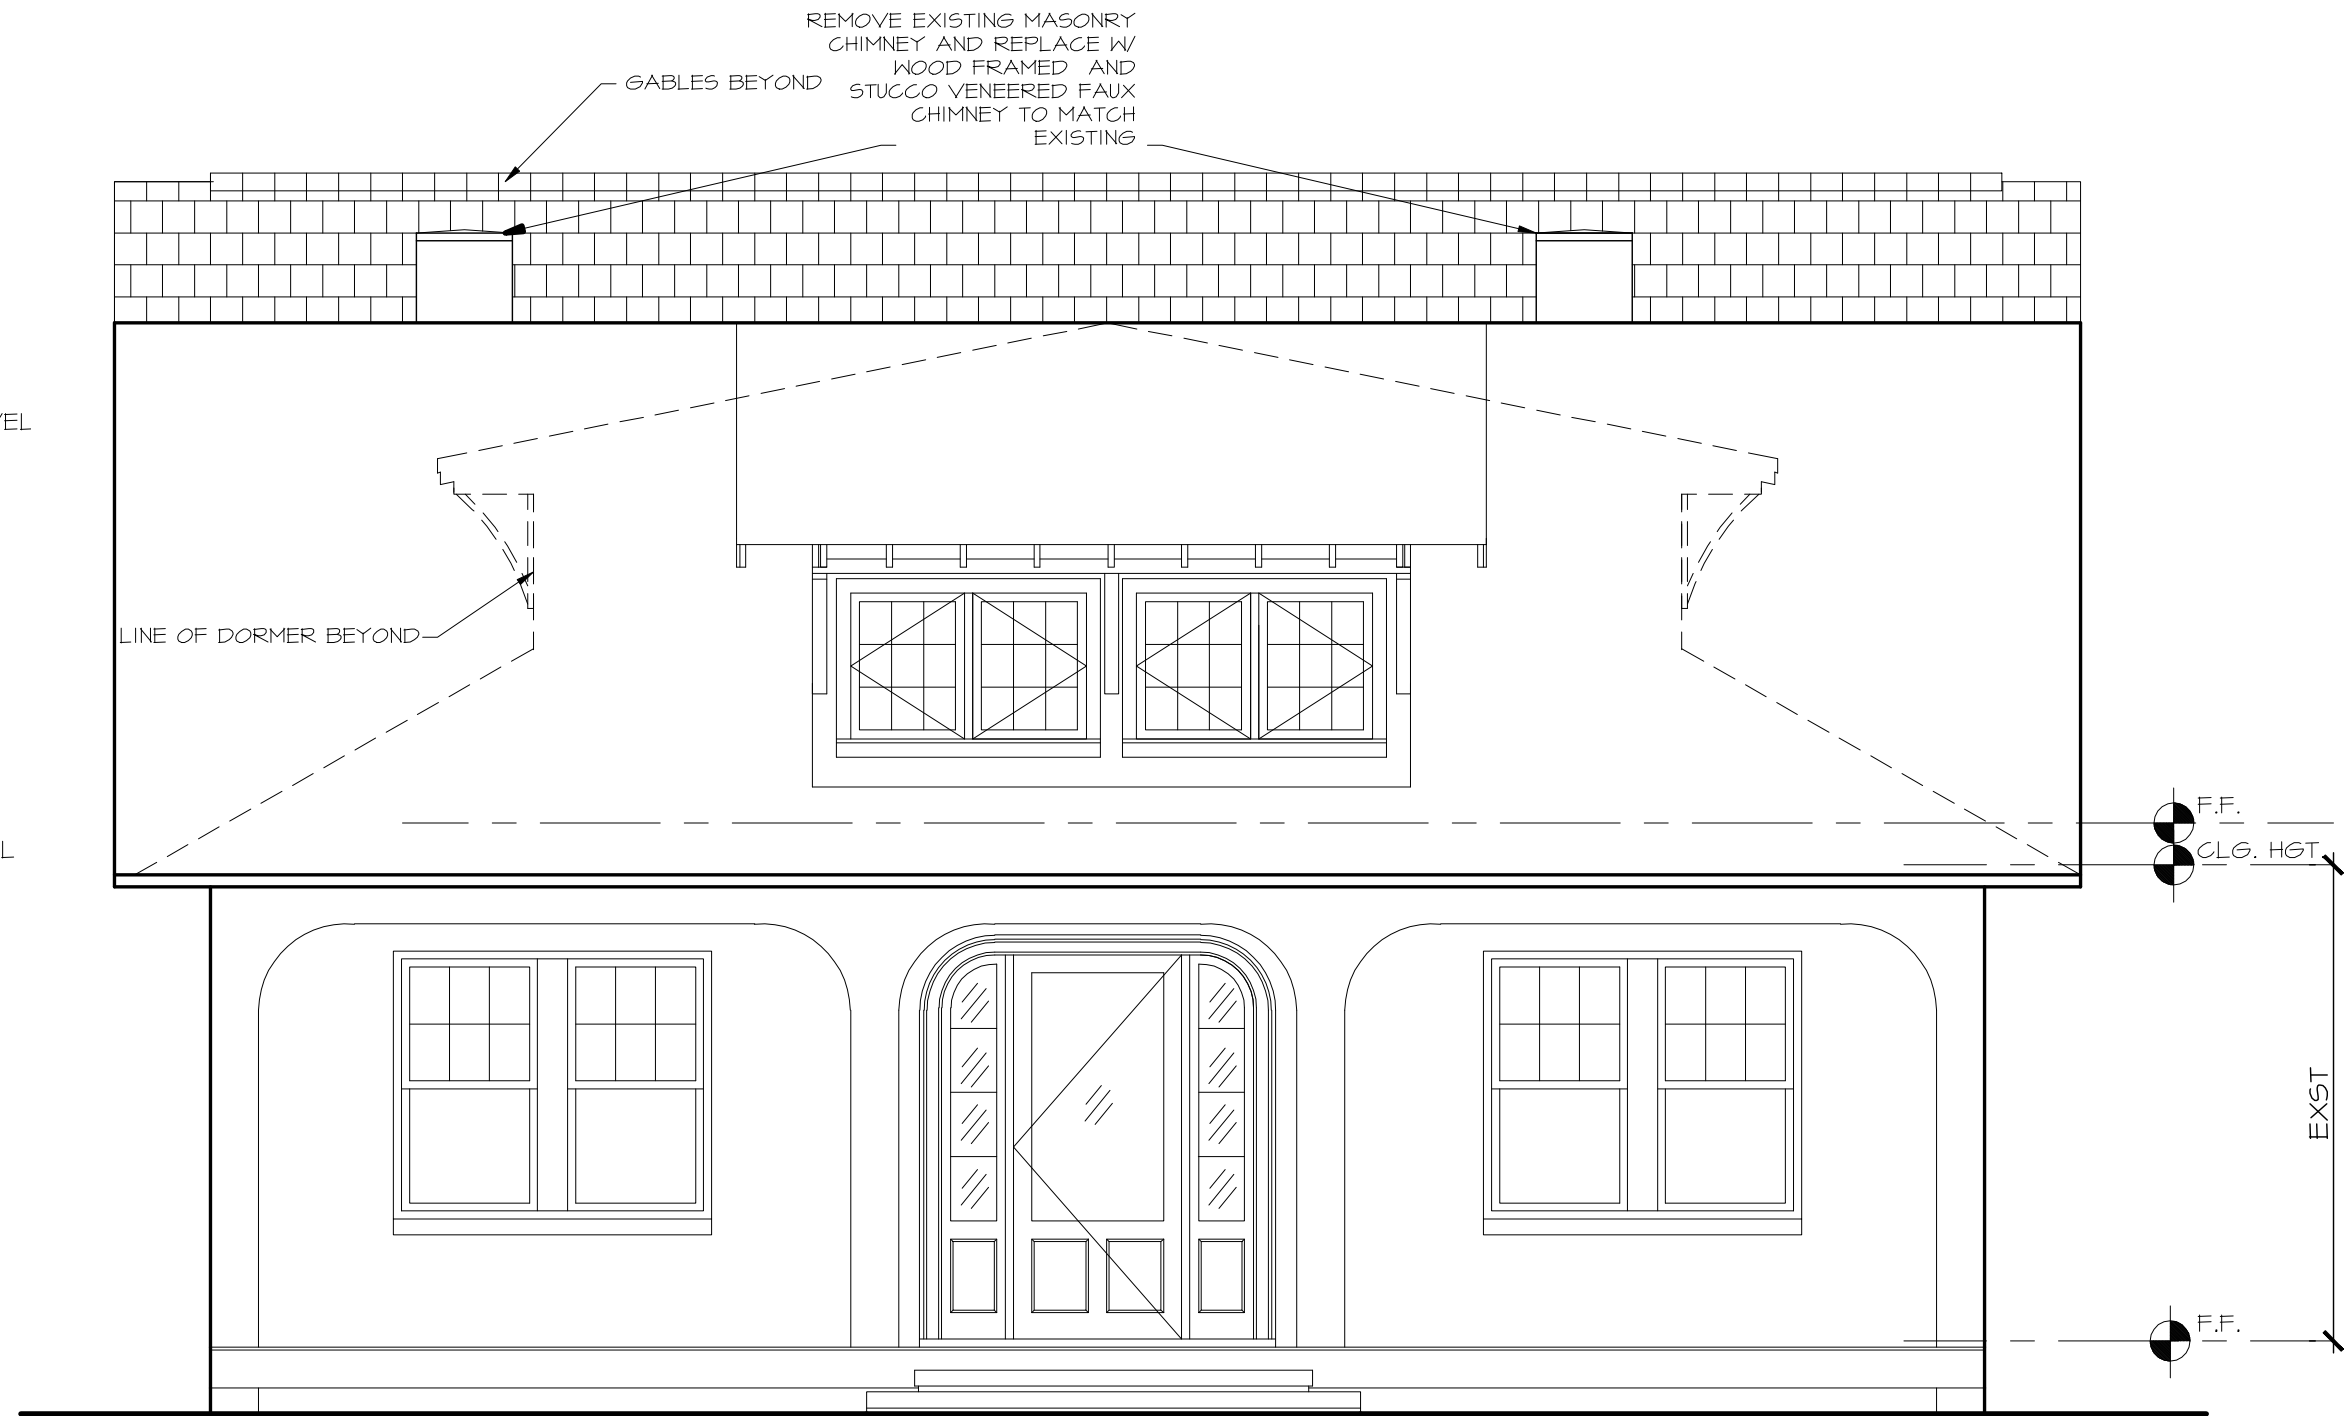 REMOVE EXISTING MASONRY
CHIMNEY AND REPLACE W/
WOOD FRAMED AND
STUCCO VENEERED FAUX
CHIMNEY TO MATCH
EXISTING
GABLES BEYOND
LINE OF DORMER BEYOND
F.F.
CLG. HGT.
EXST
F.F.